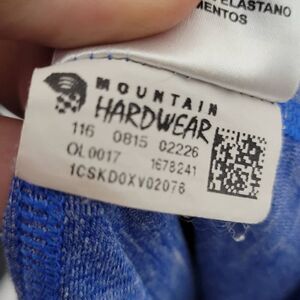 ELASTANO
MENTOS
MOUNTAIN
HARDWEAR
116 0815 02226
OL0017 1678241
1CSKD0XV02078